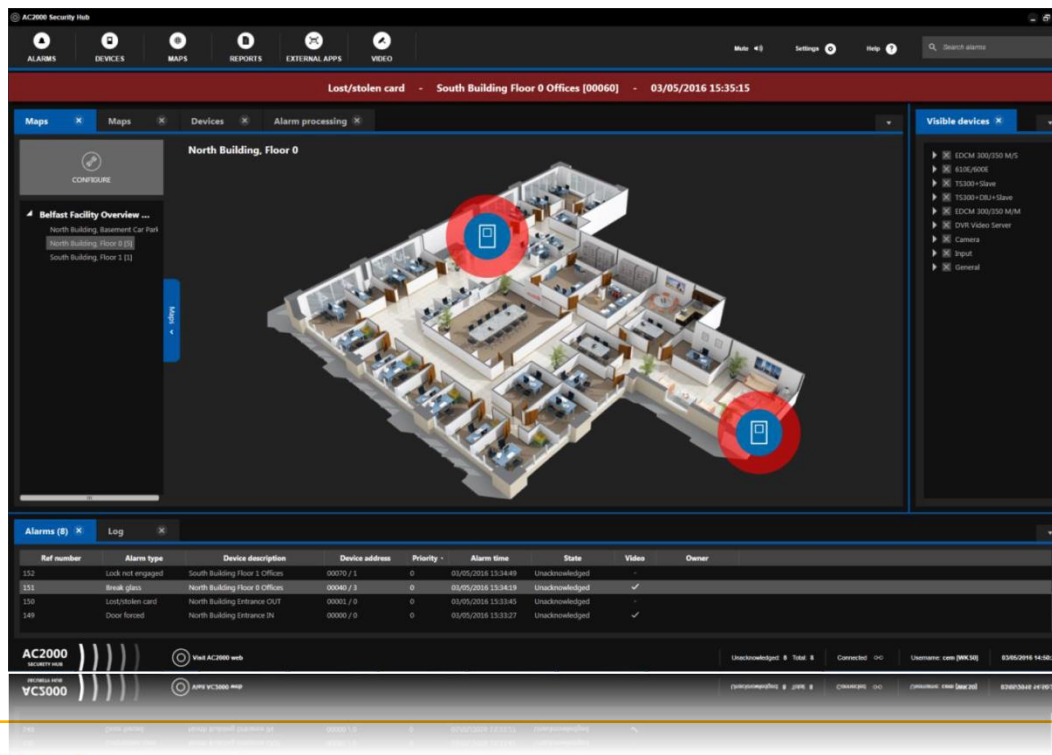 AC2000 Security Hub
ALARMS DEVICES MAPS REPORTS EXTERNAL APPS VIDEO Mute Settings Help ? Search alarms
Lost/stolen card - South Building Floor 0 Offices [00060] - 03/05/2016 15:35:15
Maps Maps Devices Alarm processing Visible devices
CONFIGURE
North Building, Floor 0
Belfast Facility Overview ...
North Building, Basement Car Park
North Building, Floor 0 [5]
South Building, Floor 1 [1]
Maps
EDCM 300/350 M/S
610E/600E
TS300+Slave
TS300+DIU+Slave
EDCM 300/350 M/M
DVR Video Server
Camera
Input
General
Alarms (8) Log
Ref number Alarm type Device description Device address Priority Alarm time State Video Owner
152 Lock not engaged South Building Floor 1 Offices 00070 / 1 0 03/05/2016 15:34:49 Unacknowledged -
151 Break glass North Building Floor 0 Offices 00040 / 3 0 03/05/2016 15:34:19 Unacknowledged ✓
150 Lost/stolen card North Building Entrance OUT 00001 / 0 0 03/05/2016 15:33:45 Unacknowledged -
149 Door forced North Building Entrance IN 00000 / 0 0 03/05/2016 15:33:27 Unacknowledged ✓
AC2000
SECURITY HUB
Visit AC2000 web
Unacknowledged: 8 Total: 8 Connected Username: cem [WK50] 03/05/2016 14:50: